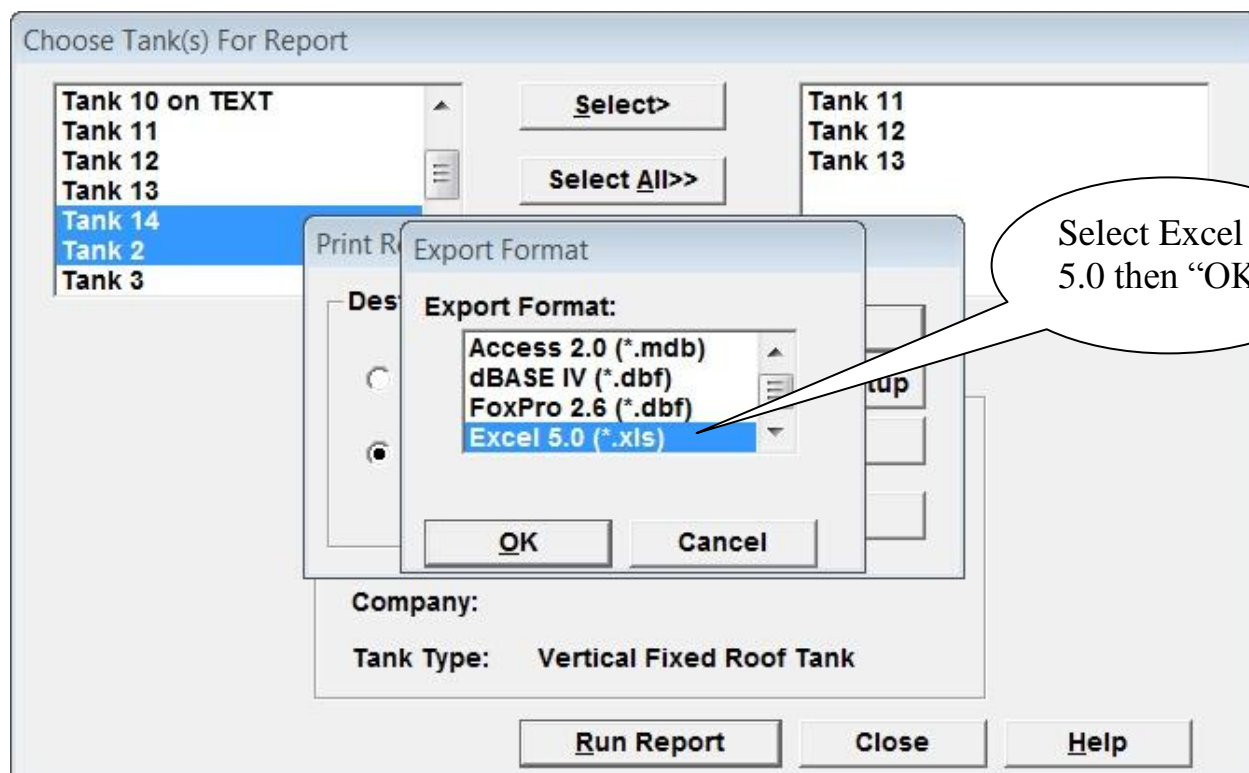 Choose Tank(s) For Report
Tank 10 on TEXT
Tank 11
Tank 12
Tank 13
Tank 14
Tank 2
Tank 3
Select>
Select All>>
Tank 11
Tank 12
Tank 13
Print R
Export Format
Export Format:
Access 2.0 (*.mdb)
dBASE IV (*.dbf)
FoxPro 2.6 (*.dbf)
Excel 5.0 (*.xls)
OK
Cancel
Des
tup
Select Excel
5.0 then “OK
Company:
Tank Type: Vertical Fixed Roof Tank
Run Report
Close
Help